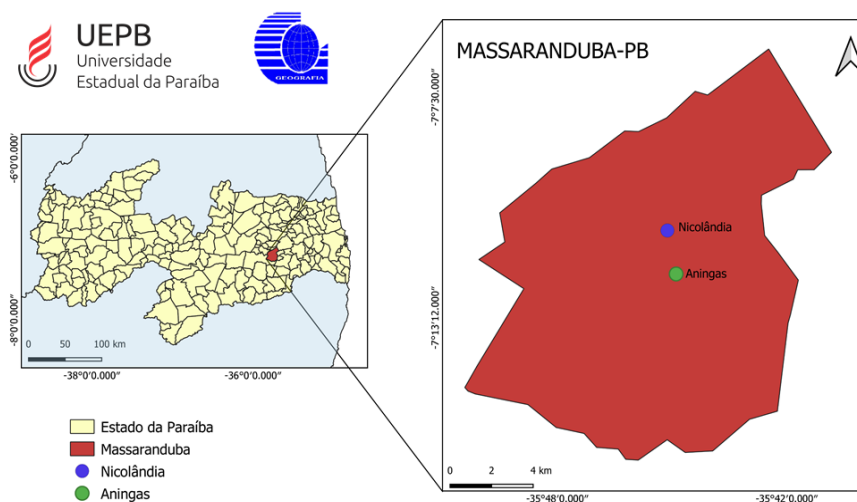 UEPB
Universidade
Estadual da Paraíba
GEOGRAFIA
MASSARANDUBA-PB
-7°7'30.000"
-6°0'0.000'
Nicolândia
Aningas
-7°13'12.000"
-8°0'0.000"
0 50 100 km
-38°0'0.000"
-36°0'0.000"
0 2 4 km
-35°48'0.000"
-35°42'0.000"
Estado da Paraíba
Massaranduba
Nicolândia
Aningas